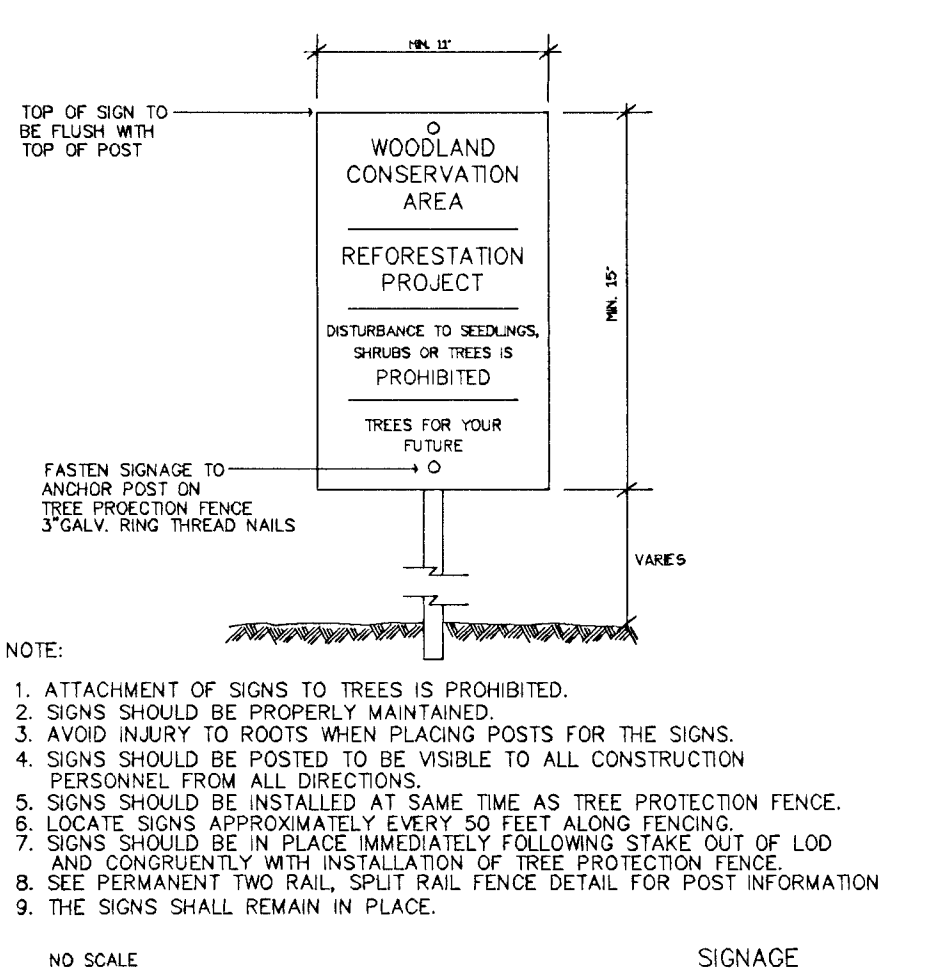 MIN. 11"
TOP OF SIGN TO
BE FLUSH WITH
TOP OF POST
WOODLAND
CONSERVATION
AREA
REFORESTATION
PROJECT
DISTURBANCE TO SEEDLINGS,
SHRUBS OR TREES IS
PROHIBITED
TREES FOR YOUR
FUTURE
MIN. 15"
FASTEN SIGNAGE TO
ANCHOR POST ON
TREE PROECTION FENCE
3"GALV. RING THREAD NAILS
VARIES
NOTE:
1. ATTACHMENT OF SIGNS TO TREES IS PROHIBITED.
2. SIGNS SHOULD BE PROPERLY MAINTAINED.
3. AVOID INJURY TO ROOTS WHEN PLACING POSTS FOR THE SIGNS.
4. SIGNS SHOULD BE POSTED TO BE VISIBLE TO ALL CONSTRUCTION
PERSONNEL FROM ALL DIRECTIONS.
5. SIGNS SHOULD BE INSTALLED AT SAME TIME AS TREE PROTECTION FENCE.
6. LOCATE SIGNS APPROXIMATELY EVERY 50 FEET ALONG FENCING.
7. SIGNS SHOULD BE IN PLACE IMMEDIATELY FOLLOWING STAKE OUT OF LOD
AND CONGRUENTLY WITH INSTALLATION OF TREE PROTECTION FENCE.
8. SEE PERMANENT TWO RAIL, SPLIT RAIL FENCE DETAIL FOR POST INFORMATION
9. THE SIGNS SHALL REMAIN IN PLACE.
NO SCALE
SIGNAGE